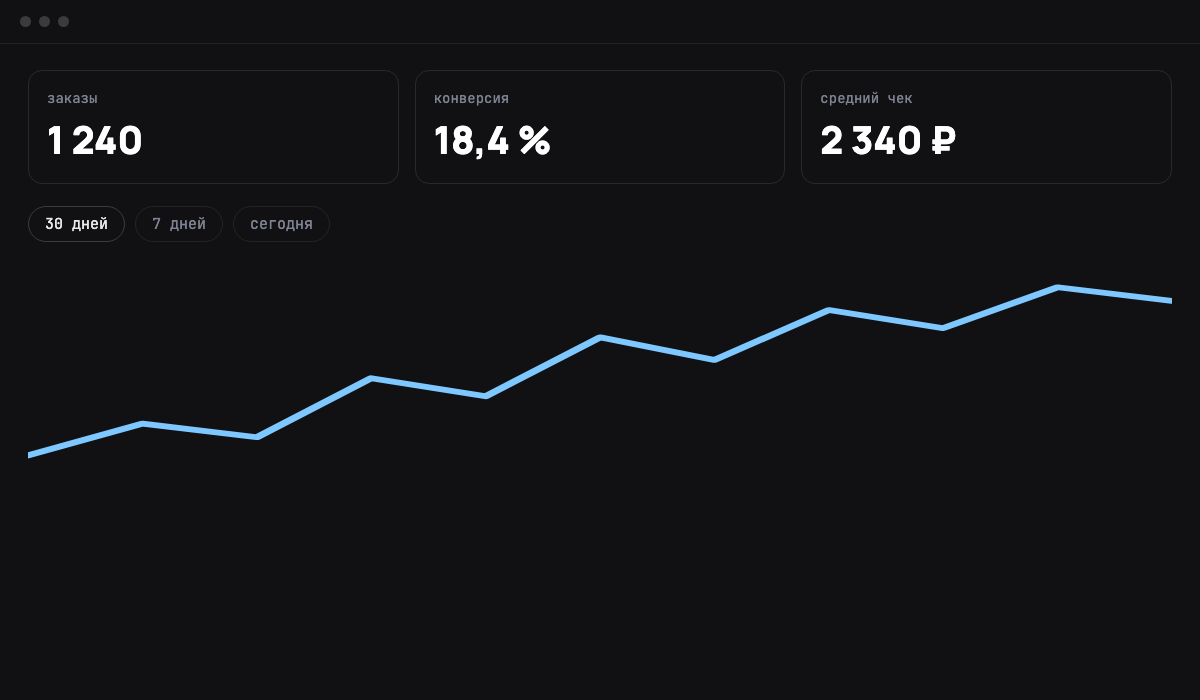 заказы
1 240
конверсия
18,4 %
средний чек
2 340 ₽
30 дней
7 дней
сегодня